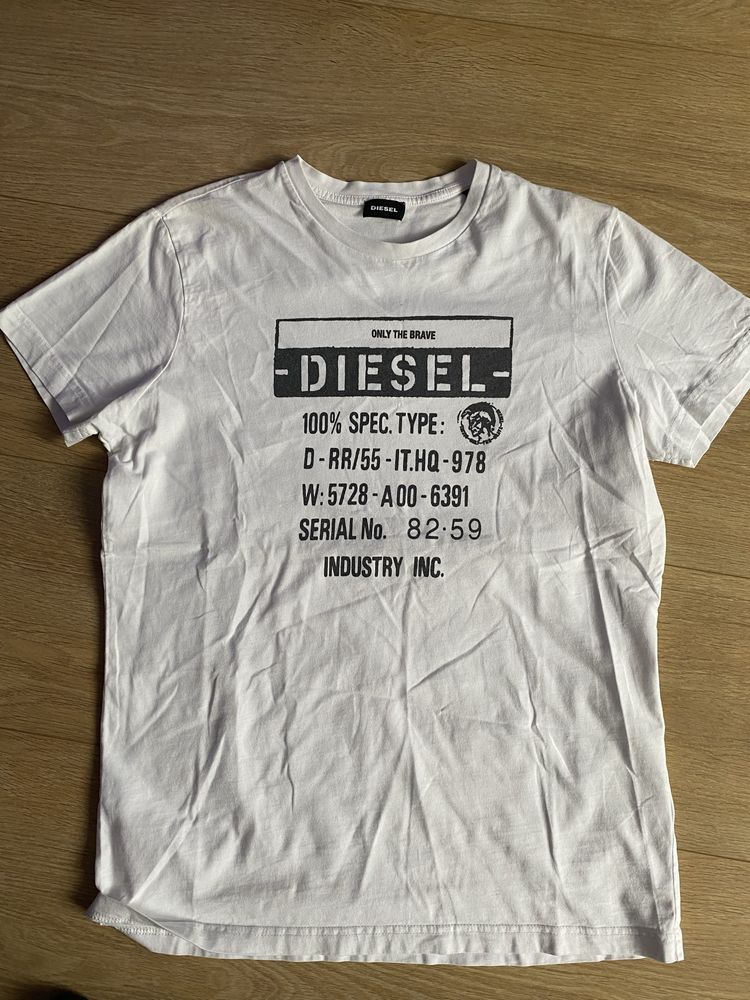 DIESEL
ONLY THE BRAVE
-DIESEL-
100% SPEC. TYPE:
D-RR/55-IT.HQ-978
W:5728-A00-6391
SERIAL No. 82·59
INDUSTRY INC.